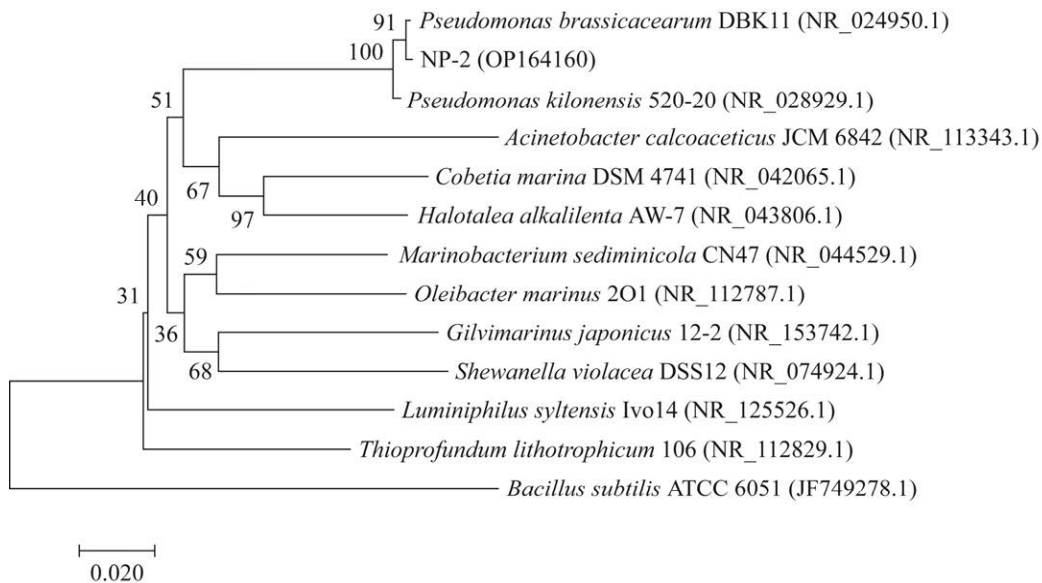 91
Pseudomonas brassicacearum DBK11 (NR_024950.1)
100
NP-2 (OP164160)
51
Pseudomonas kilonensis 520-20 (NR_028929.1)
Acinetobacter calcoaceticus JCM 6842 (NR_113343.1)
67
Cobetia marina DSM 4741 (NR_042065.1)
40
97
Halotalea alkalilenta AW-7 (NR_043806.1)
59
Marinobacterium sediminicola CN47 (NR_044529.1)
31
Oleibacter marinus 2O1 (NR_112787.1)
36
Gilvimarinus japonicus 12-2 (NR_153742.1)
68
Shewanella violacea DSS12 (NR_074924.1)
Luminiphilus syltensis Ivo14 (NR_125526.1)
Thioprofundum lithotrophicum 106 (NR_112829.1)
Bacillus subtilis ATCC 6051 (JF749278.1)
0.020